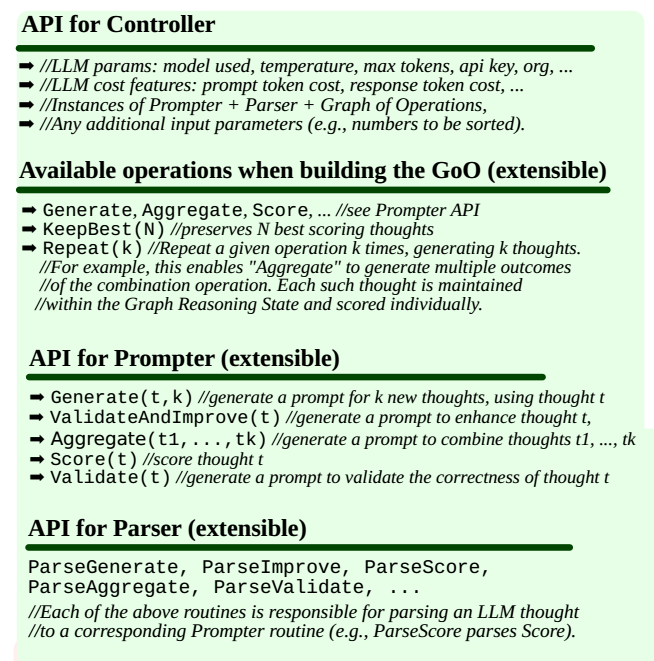 API for Controller
➡ //LLM params: model used, temperature, max tokens, api key, org, ...
➡ //LLM cost features: prompt token cost, response token cost, ...
➡ //Instances of Prompter + Parser + Graph of Operations,
➡ //Any additional input parameters (e.g., numbers to be sorted).
Available operations when building the GoO (extensible)
➡ Generate, Aggregate, Score, ... //see Prompter API
➡ KeepBest(N) //preserves N best scoring thoughts
➡ Repeat(k) //Repeat a given operation k times, generating k thoughts.
//For example, this enables "Aggregate" to generate multiple outcomes
//of the combination operation. Each such thought is maintained
//within the Graph Reasoning State and scored individually.
API for Prompter (extensible)
➡ Generate(t,k) //generate a prompt for k new thoughts, using thought t
➡ ValidateAndImprove(t) //generate a prompt to enhance thought t,
➡ Aggregate(t1,...,tk) //generate a prompt to combine thoughts t1, ..., tk
➡ Score(t) //score thought t
➡ Validate(t) //generate a prompt to validate the correctness of thought t
API for Parser (extensible)
ParseGenerate, ParseImprove, ParseScore,
ParseAggregate, ParseValidate, ...
//Each of the above routines is responsible for parsing an LLM thought
//to a corresponding Prompter routine (e.g., ParseScore parses Score).